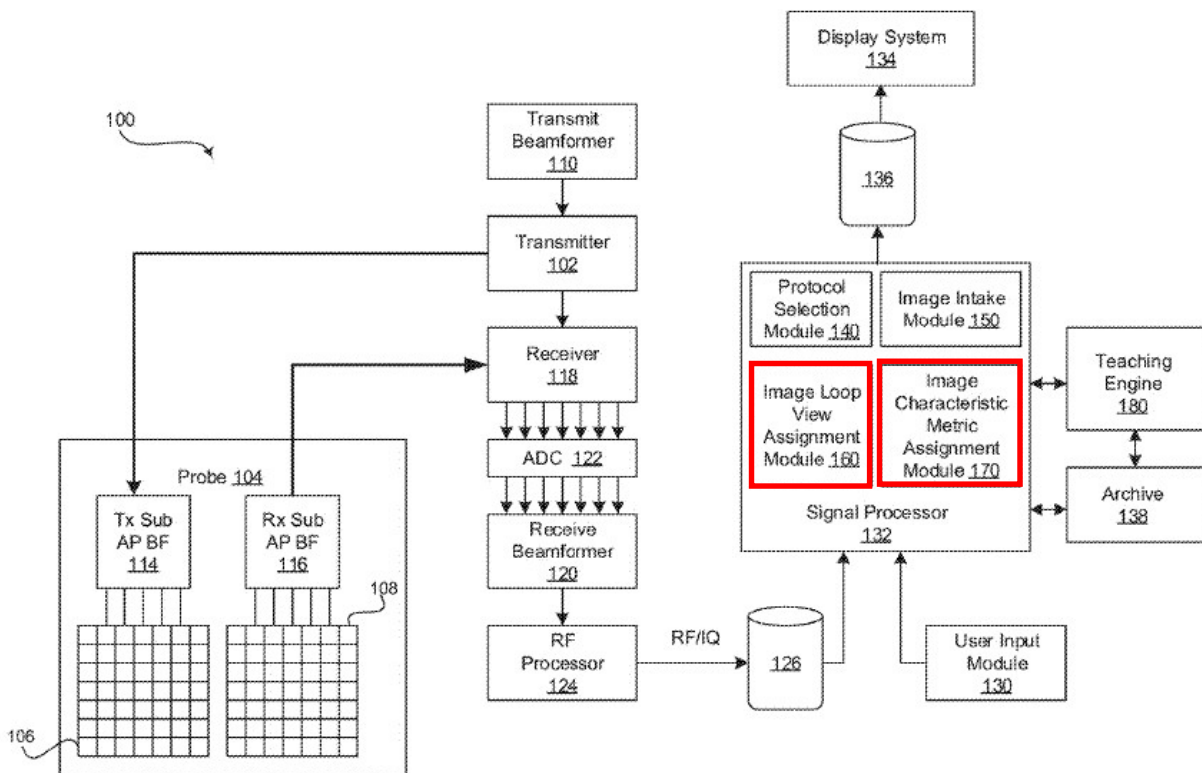 100
Transmit
Beamformer
110
Transmitter
102
Receiver
118
ADC 122
Receive
Beamformer
120
RF
Processor
124
Probe 104
Tx Sub
AP BF
114
Rx Sub
AP BF
116
108
106
RF/IQ
126
Display System
134
136
Protocol
Selection
Module 140
Image Intake
Module 150
Image Loop
View
Assignment
Module 160
Image
Characteristic
Metric
Assignment
Module 170
Signal Processor
132
Teaching
Engine
180
Archive
138
User Input
Module
130